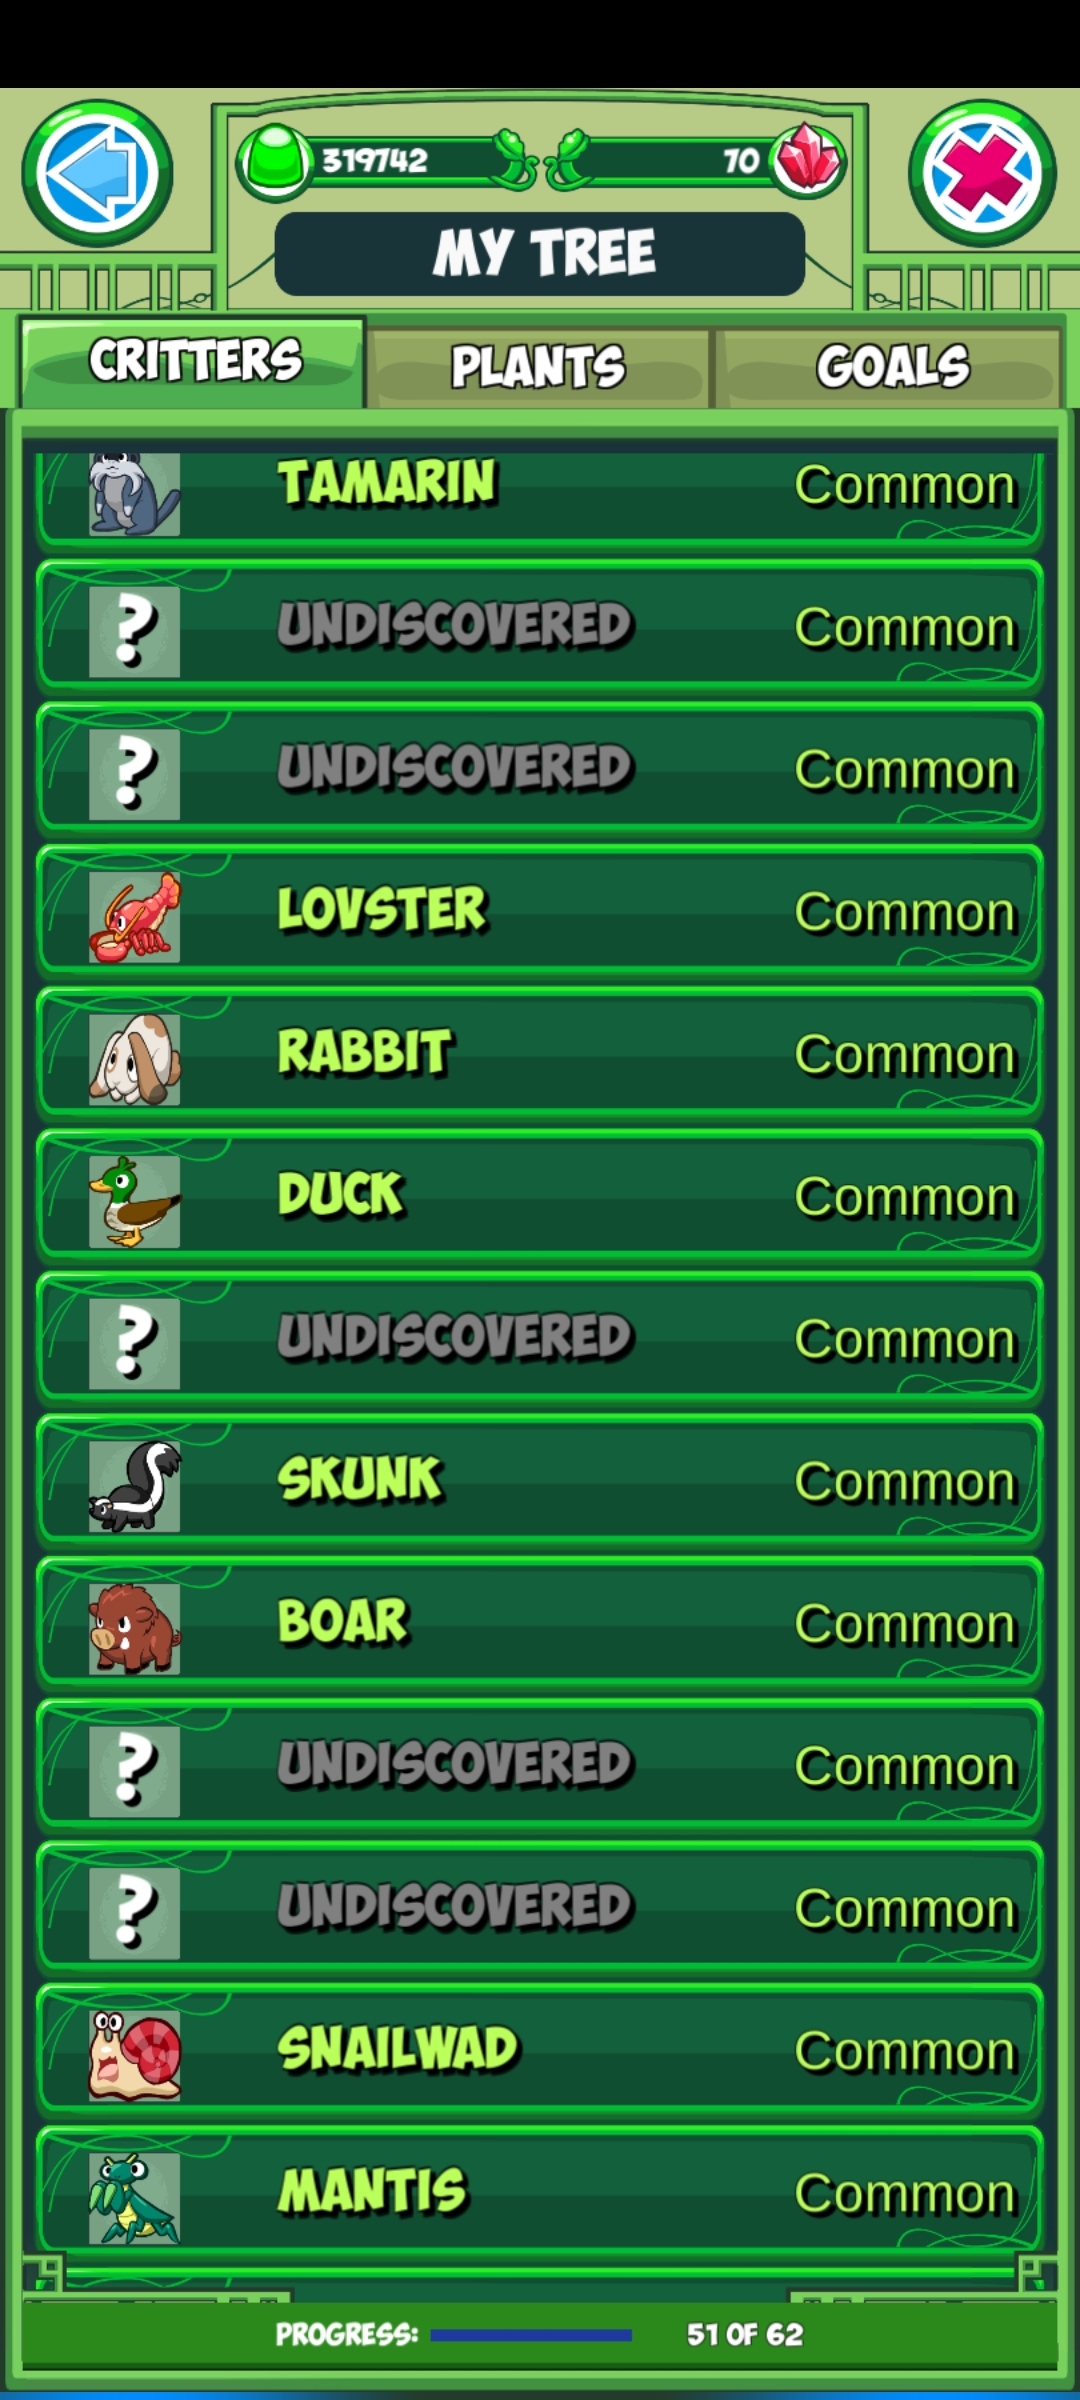 319742 70
MY TREE
CRITTERS PLANTS GOALS
TAMARIN Common
? UNDISCOVERED Common
? UNDISCOVERED Common
LOVSTER Common
RABBIT Common
DUCK Common
? UNDISCOVERED Common
SKUNK Common
BOAR Common
? UNDISCOVERED Common
? UNDISCOVERED Common
SNAILWAD Common
MANTIS Common
PROGRESS: 51 OF 62